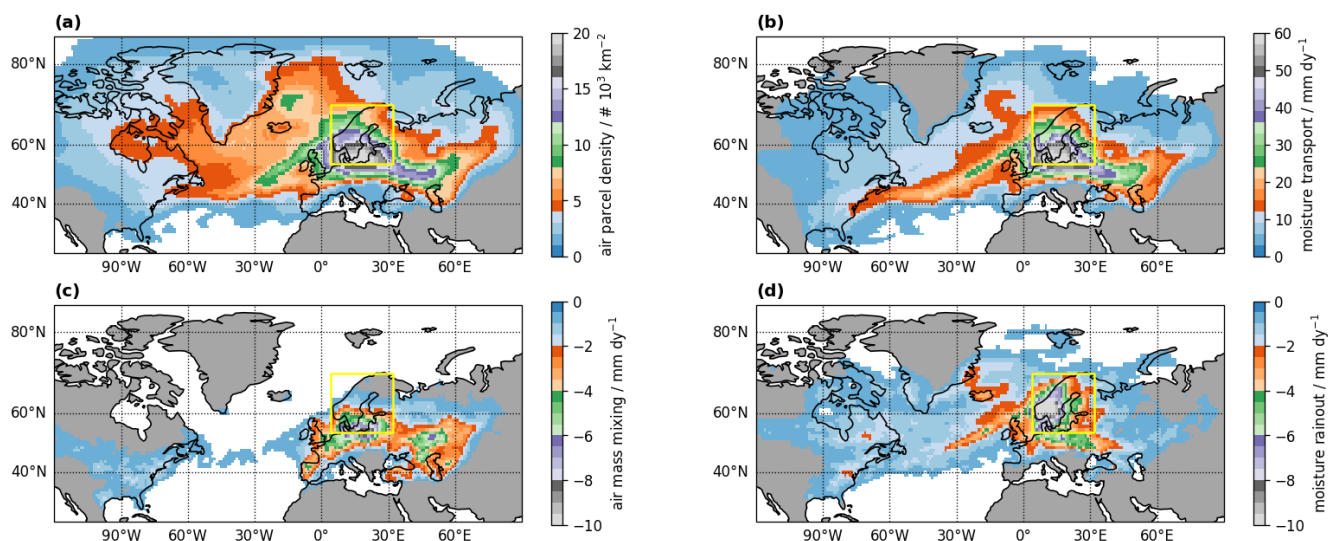 (a)
80°N
60°N
40°N
90°W 60°W 30°W 0° 30°E 60°E
20
15
10
5
0
air parcel density / # 10³ km⁻²
(b)
80°N
60°N
40°N
90°W 60°W 30°W 0° 30°E 60°E
60
50
40
30
20
10
0
moisture transport / mm dy⁻¹
(c)
80°N
60°N
40°N
90°W 60°W 30°W 0° 30°E 60°E
0
−2
−4
−6
−8
−10
air mass mixing / mm dy⁻¹
(d)
80°N
60°N
40°N
90°W 60°W 30°W 0° 30°E 60°E
0
−2
−4
−6
−8
−10
moisture rainout / mm dy⁻¹